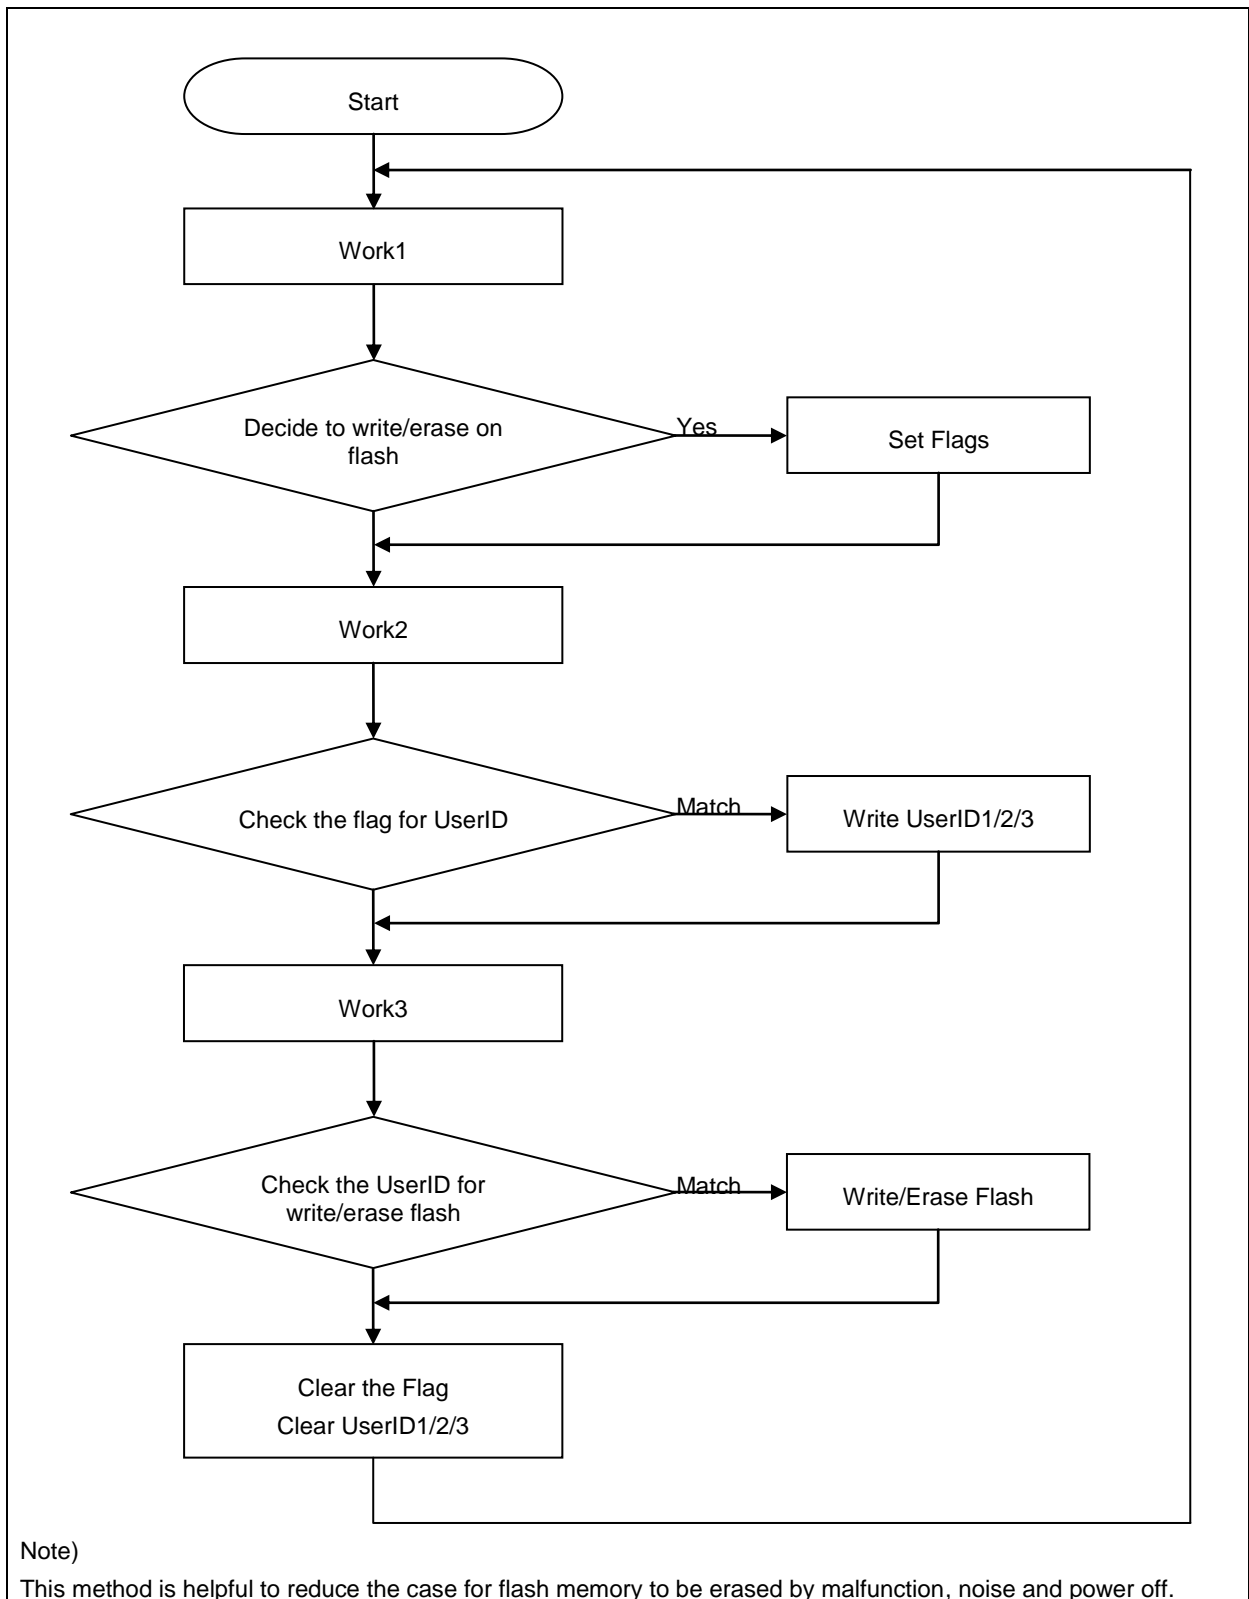 Start
Work1
Decide to write/erase on
flash
Yes
Set Flags
Work2
Check the flag for UserID
Match
Write UserID1/2/3
Work3
Check the UserID for
write/erase flash
Match
Write/Erase Flash
Clear the Flag
Clear UserID1/2/3
Note)
This method is helpful to reduce the case for flash memory to be erased by malfunction, noise and power off.